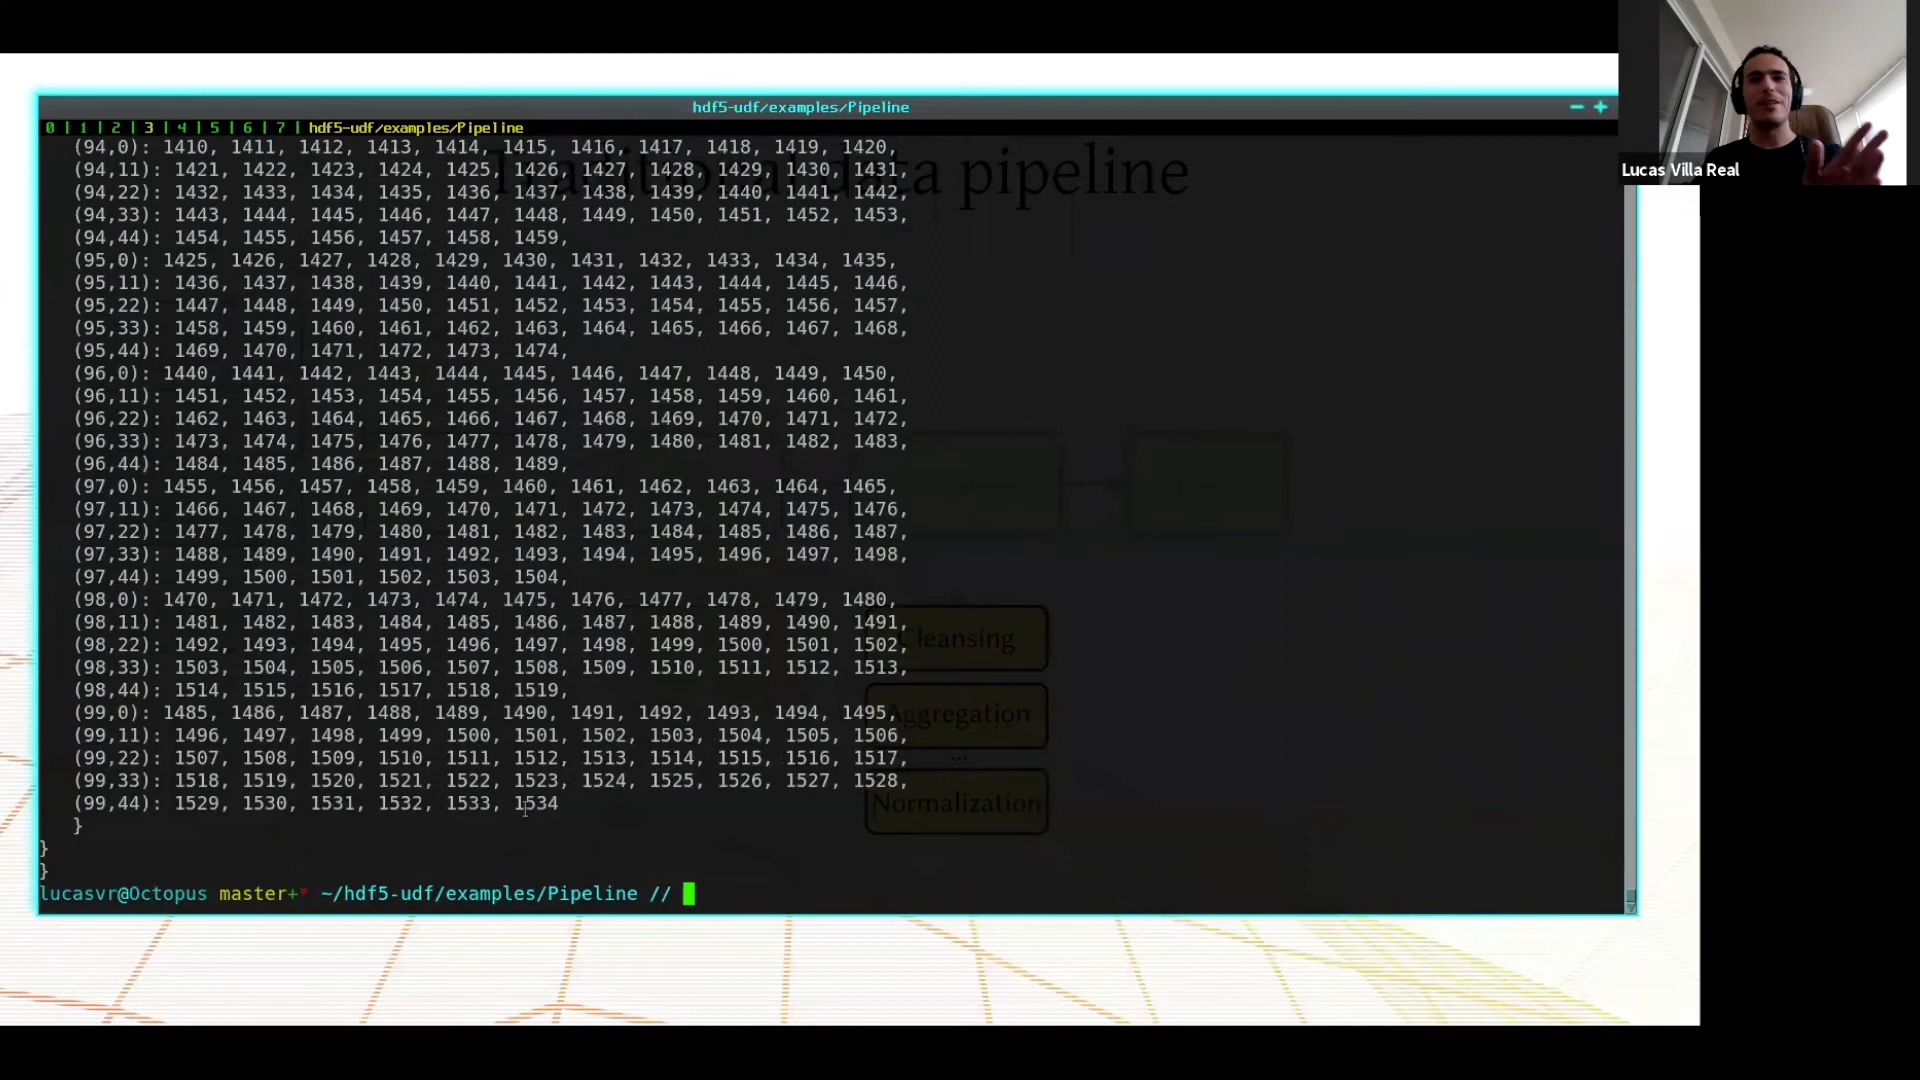 hdf5-udf/examples/Pipeline
0 | 1 | 2 | 3 | 4 | 5 | 6 | 7 | hdf5-udf/examples/Pipeline
Traditional data pipeline
(94,0): 1410, 1411, 1412, 1413, 1414, 1415, 1416, 1417, 1418, 1419, 1420,
(94,11): 1421, 1422, 1423, 1424, 1425, 1426, 1427, 1428, 1429, 1430, 1431,
(94,22): 1432, 1433, 1434, 1435, 1436, 1437, 1438, 1439, 1440, 1441, 1442,
(94,33): 1443, 1444, 1445, 1446, 1447, 1448, 1449, 1450, 1451, 1452, 1453,
(94,44): 1454, 1455, 1456, 1457, 1458, 1459,
(95,0): 1425, 1426, 1427, 1428, 1429, 1430, 1431, 1432, 1433, 1434, 1435,
(95,11): 1436, 1437, 1438, 1439, 1440, 1441, 1442, 1443, 1444, 1445, 1446,
(95,22): 1447, 1448, 1449, 1450, 1451, 1452, 1453, 1454, 1455, 1456, 1457,
(95,33): 1458, 1459, 1460, 1461, 1462, 1463, 1464, 1465, 1466, 1467, 1468,
(95,44): 1469, 1470, 1471, 1472, 1473, 1474,
(96,0): 1440, 1441, 1442, 1443, 1444, 1445, 1446, 1447, 1448, 1449, 1450,
(96,11): 1451, 1452, 1453, 1454, 1455, 1456, 1457, 1458, 1459, 1460, 1461,
(96,22): 1462, 1463, 1464, 1465, 1466, 1467, 1468, 1469, 1470, 1471, 1472,
(96,33): 1473, 1474, 1475, 1476, 1477, 1478, 1479, 1480, 1481, 1482, 1483,
(96,44): 1484, 1485, 1486, 1487, 1488, 1489,
(97,0): 1455, 1456, 1457, 1458, 1459, 1460, 1461, 1462, 1463, 1464, 1465,
(97,11): 1466, 1467, 1468, 1469, 1470, 1471, 1472, 1473, 1474, 1475, 1476,
(97,22): 1477, 1478, 1479, 1480, 1481, 1482, 1483, 1484, 1485, 1486, 1487,
(97,33): 1488, 1489, 1490, 1491, 1492, 1493, 1494, 1495, 1496, 1497, 1498,
(97,44): 1499, 1500, 1501, 1502, 1503, 1504,
(98,0): 1470, 1471, 1472, 1473, 1474, 1475, 1476, 1477, 1478, 1479, 1480,
(98,11): 1481, 1482, 1483, 1484, 1485, 1486, 1487, 1488, 1489, 1490, 1491,
(98,22): 1492, 1493, 1494, 1495, 1496, 1497, 1498, 1499, 1500, 1501, 1502,
(98,33): 1503, 1504, 1505, 1506, 1507, 1508, 1509, 1510, 1511, 1512, 1513,
(98,44): 1514, 1515, 1516, 1517, 1518, 1519,
(99,0): 1485, 1486, 1487, 1488, 1489, 1490, 1491, 1492, 1493, 1494, 1495,
(99,11): 1496, 1497, 1498, 1499, 1500, 1501, 1502, 1503, 1504, 1505, 1506,
(99,22): 1507, 1508, 1509, 1510, 1511, 1512, 1513, 1514, 1515, 1516, 1517,
(99,33): 1518, 1519, 1520, 1521, 1522, 1523, 1524, 1525, 1526, 1527, 1528,
(99,44): 1529, 1530, 1531, 1532, 1533, 1534
}
}
}
lucasvr@Octopus master+* ~/hdf5-udf/examples/Pipeline //
Cleansing
Aggregation
...
Normalization
Lucas Villa Real